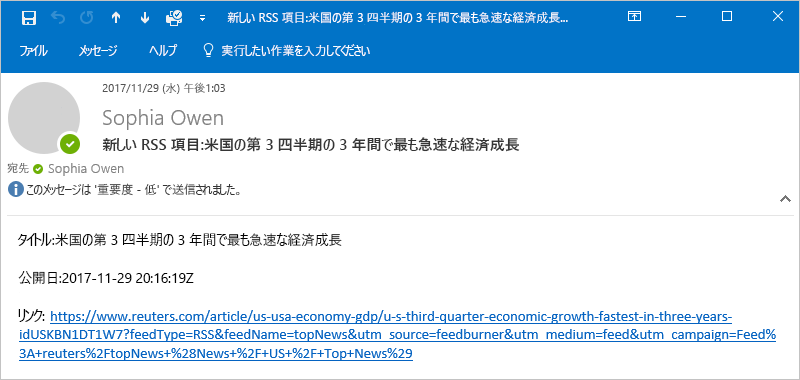 新しい RSS 項目:米国の第 3 四半期の 3 年間で最も急速な経済成長...
ファイル メッセージ ヘルプ 実行したい作業を入力してください
2017/11/29 (水) 午後1:03
Sophia Owen
新しい RSS 項目:米国の第 3 四半期の 3 年間で最も急速な経済成長
宛先 Sophia Owen
このメッセージは '重要度 - 低' で送信されました。
タイトル:米国の第 3 四半期の 3 年間で最も急速な経済成長
公開日:2017-11-29 20:16:19Z
リンク: https://www.reuters.com/article/us-usa-economy-gdp/u-s-third-quarter-economic-growth-fastest-in-three-years-
idUSKBN1DT1W7?feedType=RSS&feedName=topNews&utm_source=feedburner&utm_medium=feed&utm_campaign=Feed%
3A+reuters%2FtopNews+%28News+%2F+US+%2F+Top+News%29